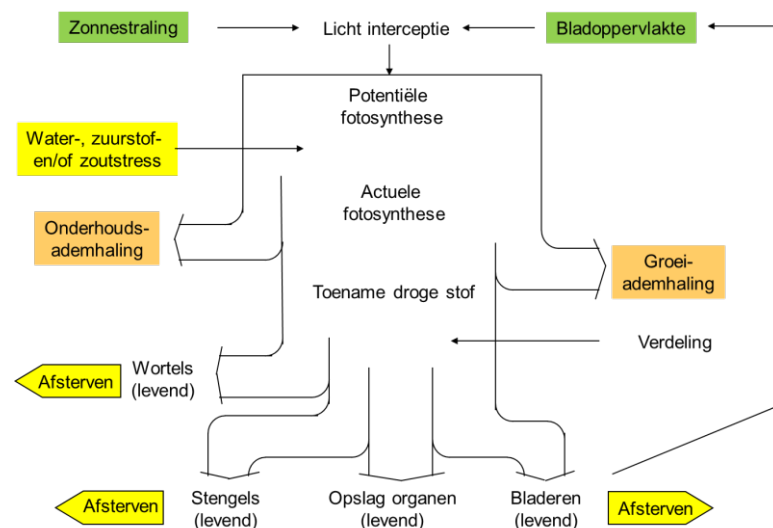 Zonnestraling
Licht interceptie
Bladoppervlakte
Potentiële
fotosynthese
Water-, zuurstof-
en/of zoutstress
Actuele
fotosynthese
Onderhouds-
ademhaling
Groei-
ademhaling
Toename droge stof
Verdeling
Afsterven
Wortels
(levend)
Afsterven
Stengels
(levend)
Opslag organen
(levend)
Bladeren
(levend)
Afsterven